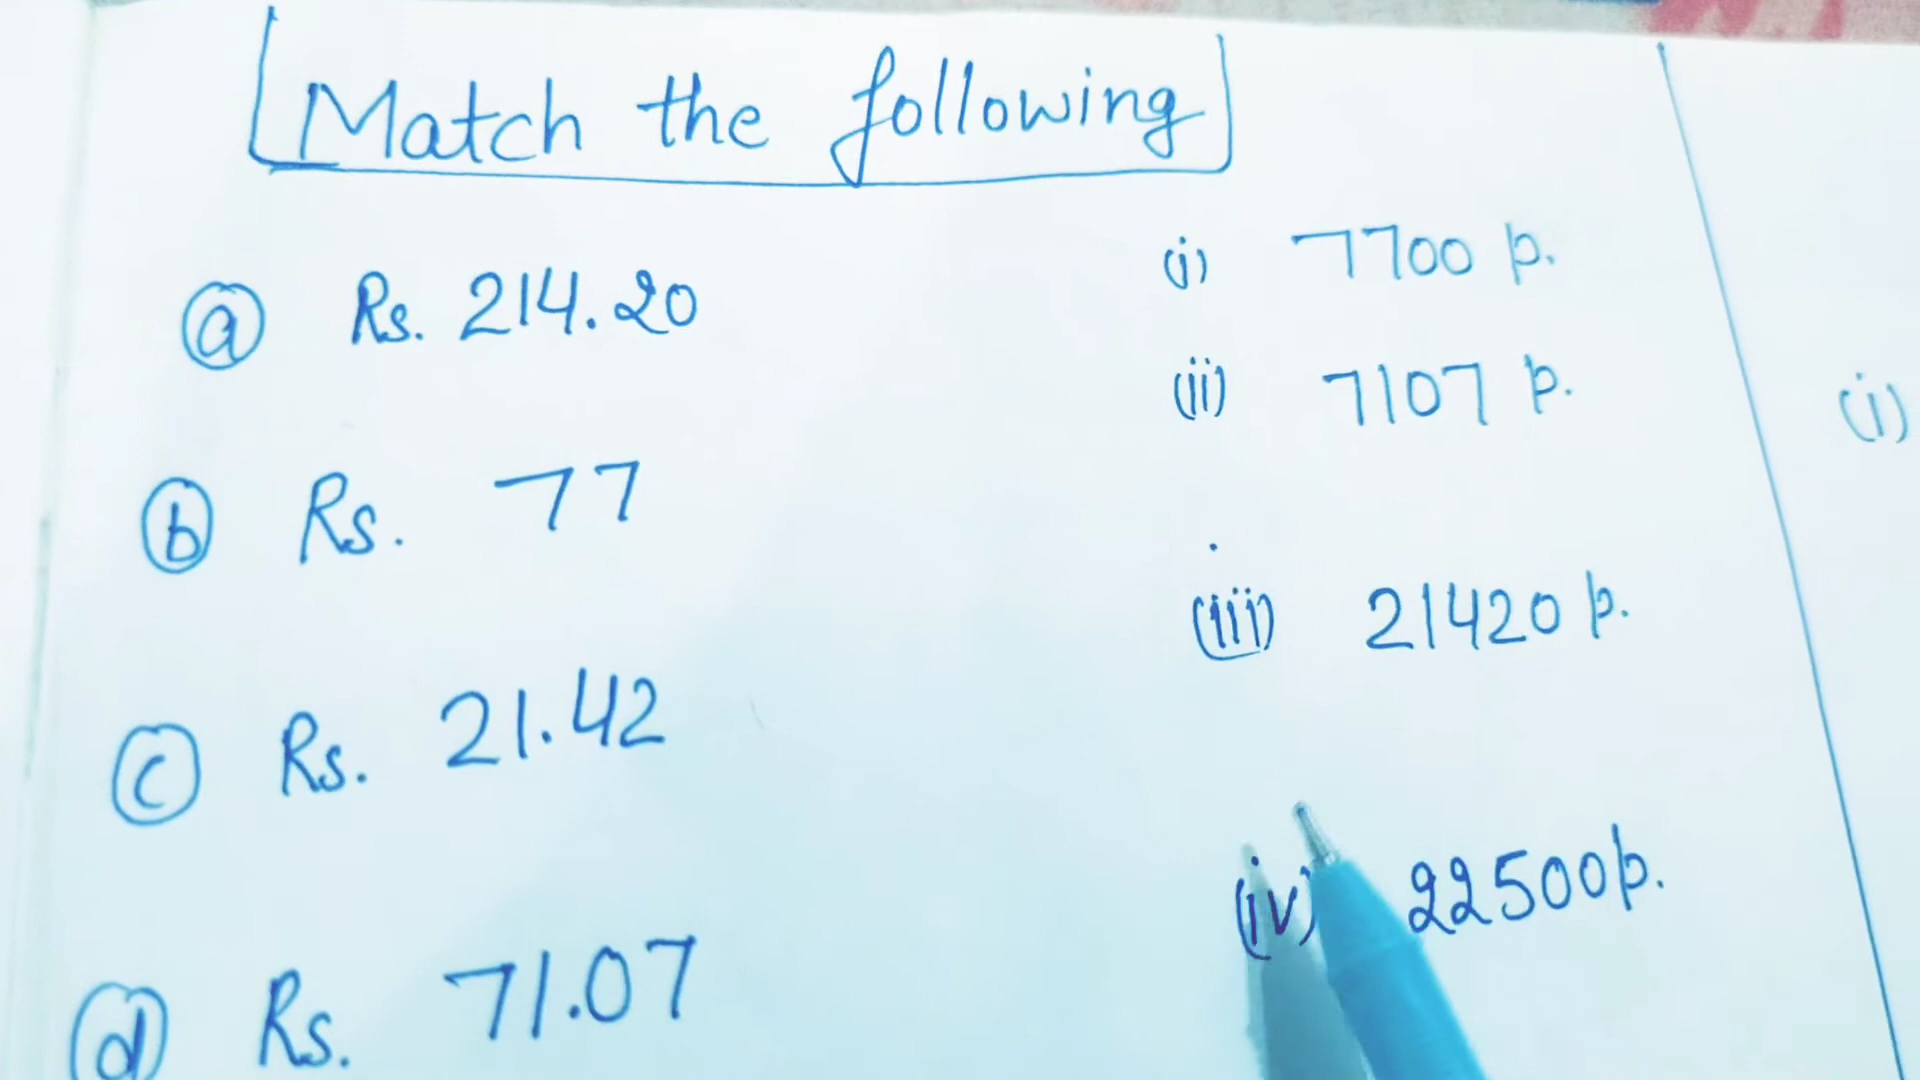 Match the following
(a) Rs. 214.20
(i) 7700 p.
(ii) 7107 p.
(b) Rs. 77
(iii) 21420 p.
(c) Rs. 21.42
(iv) 22500 p.
(d) Rs. 71.07
(i)